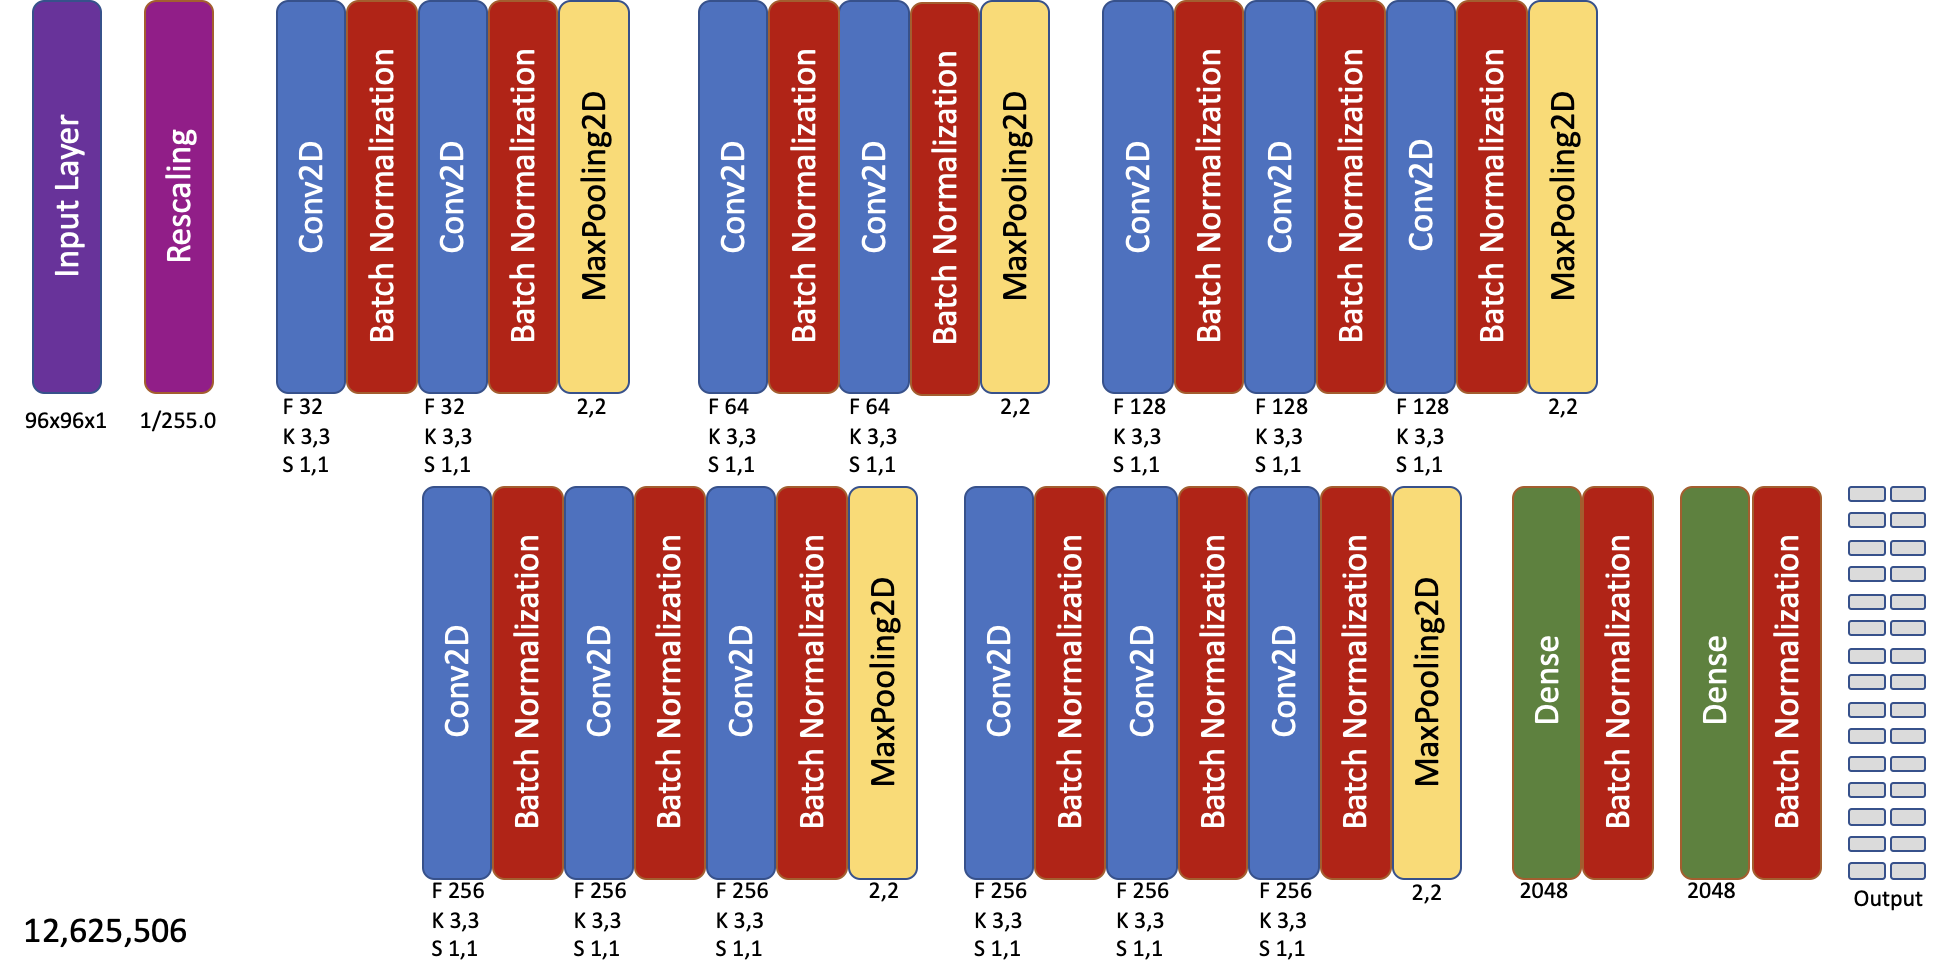 Input Layer
96x96x1
Rescaling
1/255.0
Conv2D
F 32
K 3,3
S 1,1
Batch Normalization
Conv2D
F 32
K 3,3
S 1,1
Batch Normalization
MaxPooling2D
2,2
Conv2D
F 64
K 3,3
S 1,1
Batch Normalization
Conv2D
F 64
K 3,3
S 1,1
Batch Normalization
MaxPooling2D
2,2
Conv2D
F 128
K 3,3
S 1,1
Batch Normalization
Conv2D
F 128
K 3,3
S 1,1
Batch Normalization
Conv2D
F 128
K 3,3
S 1,1
Batch Normalization
MaxPooling2D
2,2
Conv2D
F 256
K 3,3
S 1,1
Batch Normalization
Conv2D
F 256
K 3,3
S 1,1
Batch Normalization
Conv2D
F 256
K 3,3
S 1,1
Batch Normalization
MaxPooling2D
2,2
Conv2D
F 256
K 3,3
S 1,1
Batch Normalization
Conv2D
F 256
K 3,3
S 1,1
Batch Normalization
Conv2D
F 256
K 3,3
S 1,1
Batch Normalization
MaxPooling2D
2,2
Dense
2048
Batch Normalization
Dense
2048
Batch Normalization
Output
12,625,506